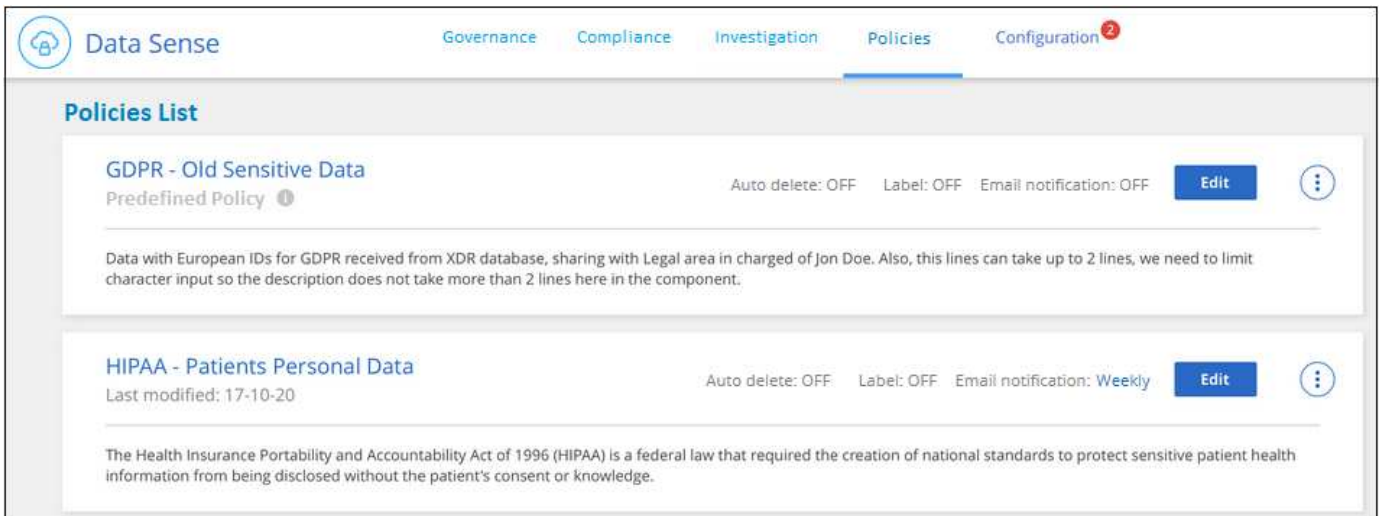 Data Sense Governance Compliance Investigation Policies Configuration 2
Policies List
GDPR - Old Sensitive Data
Predefined Policy i
Auto delete: OFF Label: OFF Email notification: OFF Edit
Data with European IDs for GDPR received from XDR database, sharing with Legal area in charged of Jon Doe. Also, this lines can take up to 2 lines, we need to limit
character input so the description does not take more than 2 lines here in the component.
HIPAA - Patients Personal Data
Last modified: 17-10-20
Auto delete: OFF Label: OFF Email notification: Weekly Edit
The Health Insurance Portability and Accountability Act of 1996 (HIPAA) is a federal law that required the creation of national standards to protect sensitive patient health
information from being disclosed without the patient's consent or knowledge.